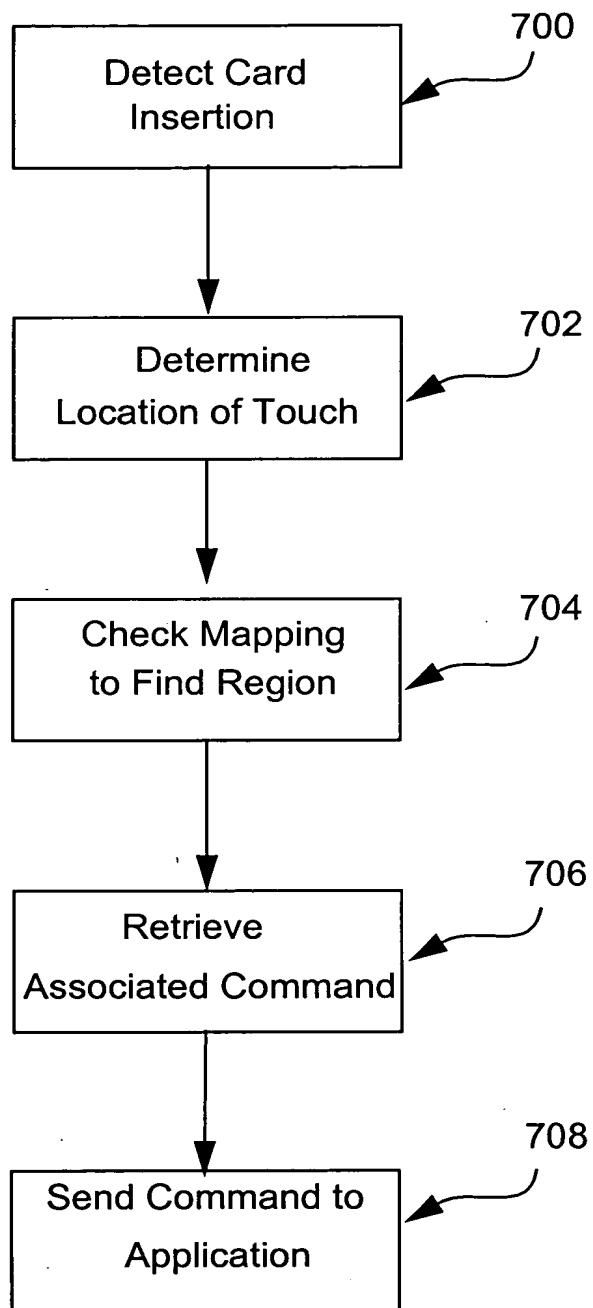 700
Detect Card
Insertion
702
Determine
Location of Touch
704
Check Mapping
to Find Region
706
Retrieve
Associated Command
708
Send Command to
Application